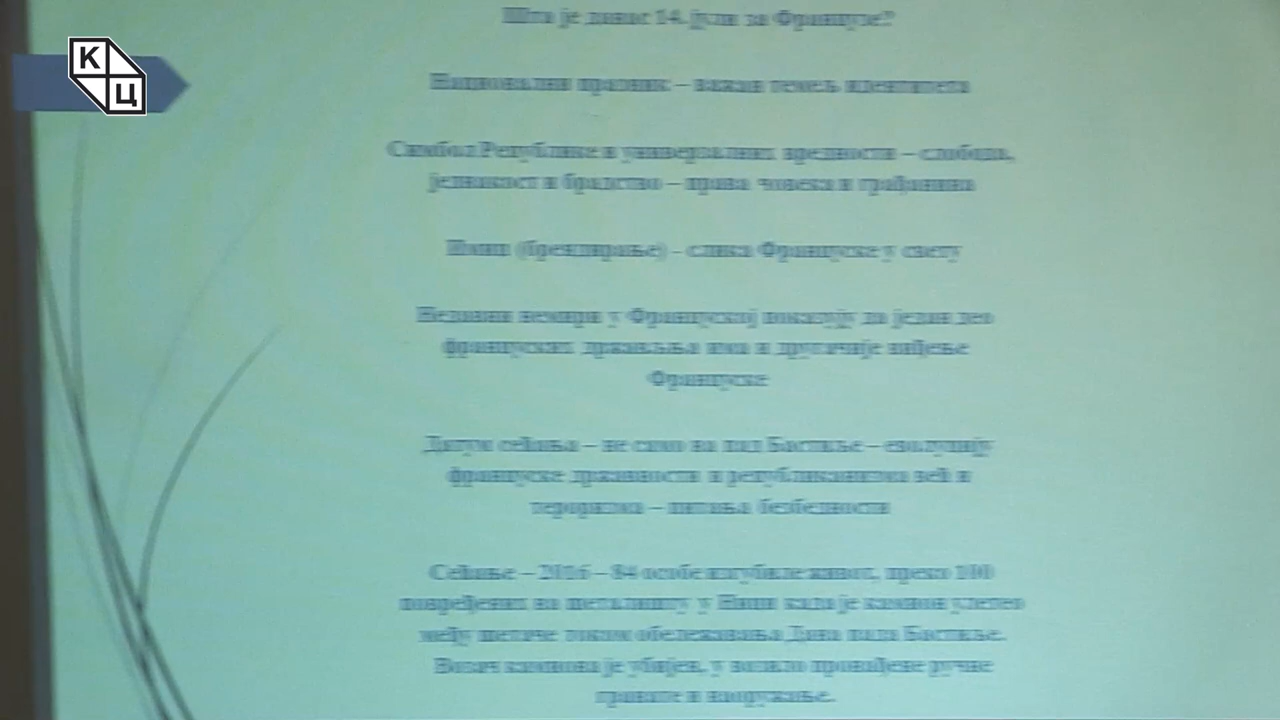 К
Ц
Шта је данас 14. јули за Французе?
Национални празник – важан темељ идентитета
Симбол Републике и универзалних вредности – слобода,
једнакост и братство – права човека и грађанина
(брендирање) - слика Француске у свету
Недавни немири у Француској показују да један део
француских држављања има и другачије виђење
Француске
Датум сећања – не само на пад Бастиље – еволуцију
француске државности и републиканизма већ и
тероризма – питања безбедности
Сећање – 2016 – 84 особе изгубиле живот, преко 100
повређених на шеталишту у Ници када је камион улетео
међу шетаче током обележавања Дана пада Бастиље.
Возач камиона је убијен, у возилу пронађене ручне
гранате и наоружање.